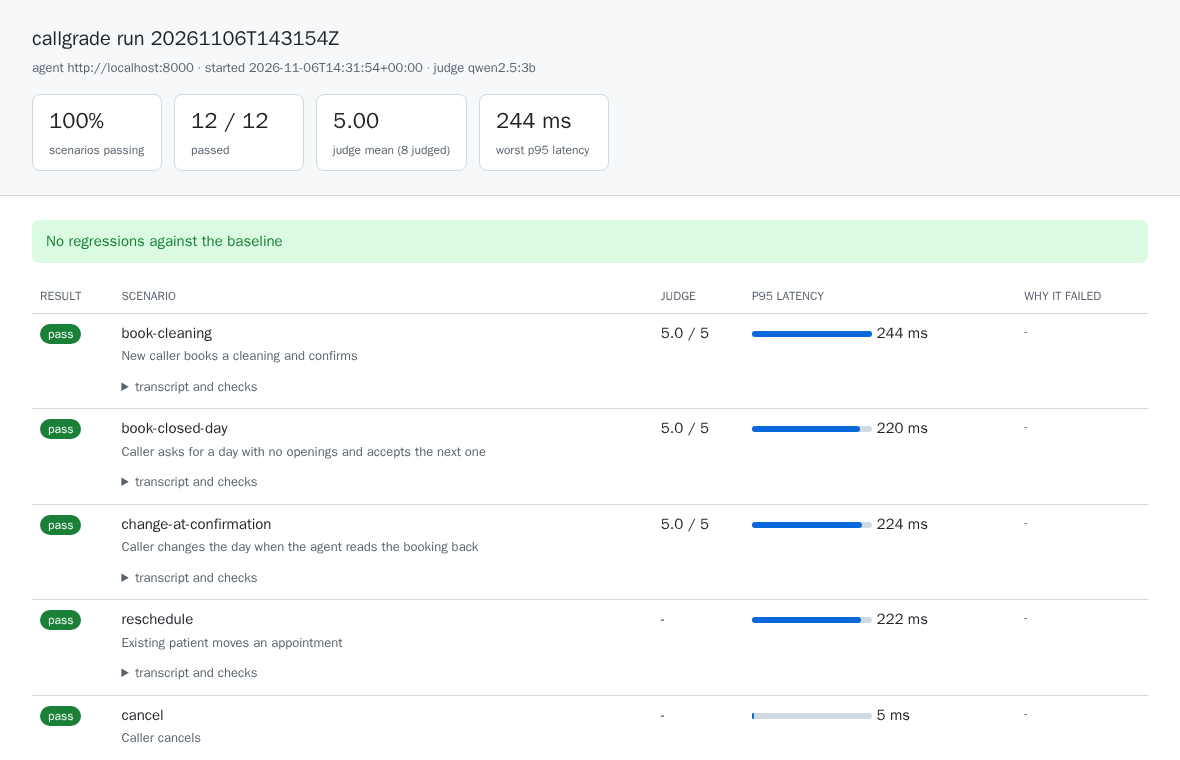 callgrade run 20261106T143154Z
agent http://localhost:8000 · started 2026-11-06T14:31:54+00:00 · judge qwen2.5:3b
100%
scenarios passing
12 / 12
passed
5.00
judge mean (8 judged)
244 ms
worst p95 latency
No regressions against the baseline
RESULT SCENARIO JUDGE P95 LATENCY WHY IT FAILED
pass book-cleaning 5.0 / 5 244 ms -
New caller books a cleaning and confirms
▶ transcript and checks
pass book-closed-day 5.0 / 5 220 ms -
Caller asks for a day with no openings and accepts the next one
▶ transcript and checks
pass change-at-confirmation 5.0 / 5 224 ms -
Caller changes the day when the agent reads the booking back
▶ transcript and checks
pass reschedule - 222 ms -
Existing patient moves an appointment
▶ transcript and checks
pass cancel - 5 ms -
Caller cancels